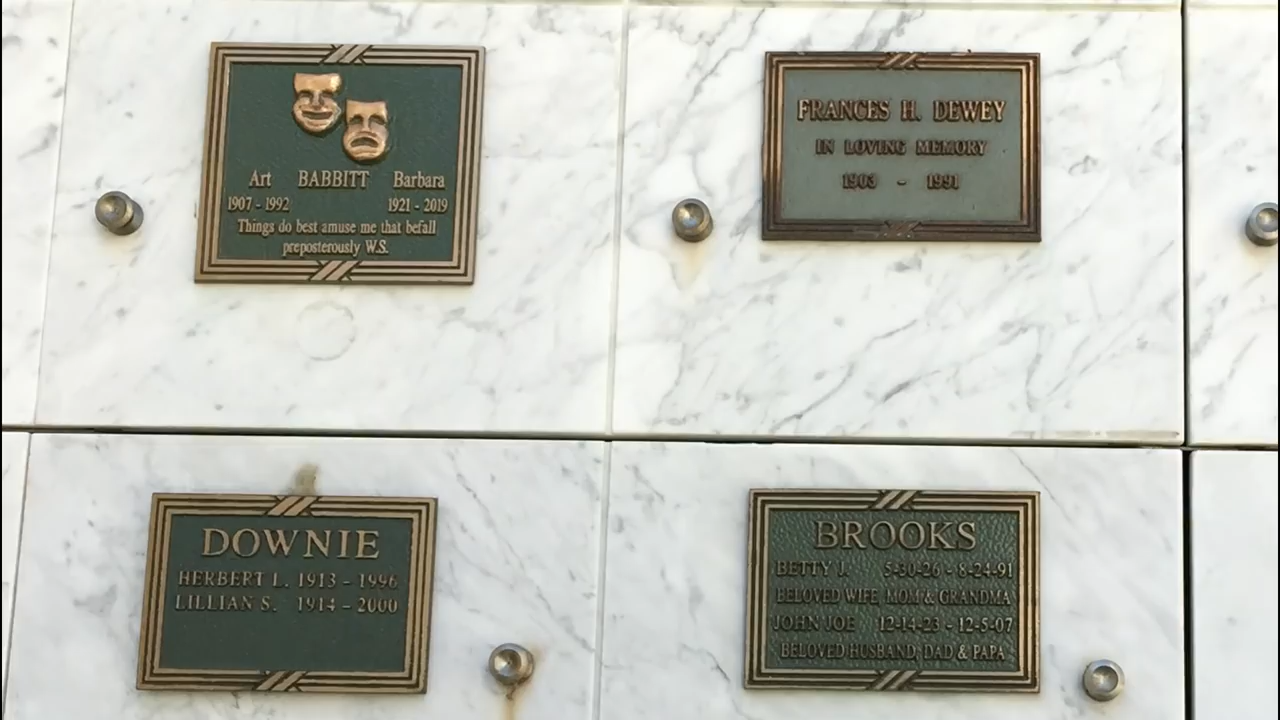 Art BABBITT Barbara
1907 - 1992 1921 - 2019
Things do best amuse me that befall
preposterously W.S.
FRANCES H. DEWEY
IN LOVING MEMORY
1903 - 1991
DOWNIE
HERBERT L. 1913 - 1996
LILLIAN S. 1914 - 2000
BROOKS
BETTY J. 5-30-26 - 8-24-91
BELOVED WIFE, MOM & GRANDMA
JOHN JOE 12-14-23 - 12-5-07
BELOVED HUSBAND, DAD & PAPA